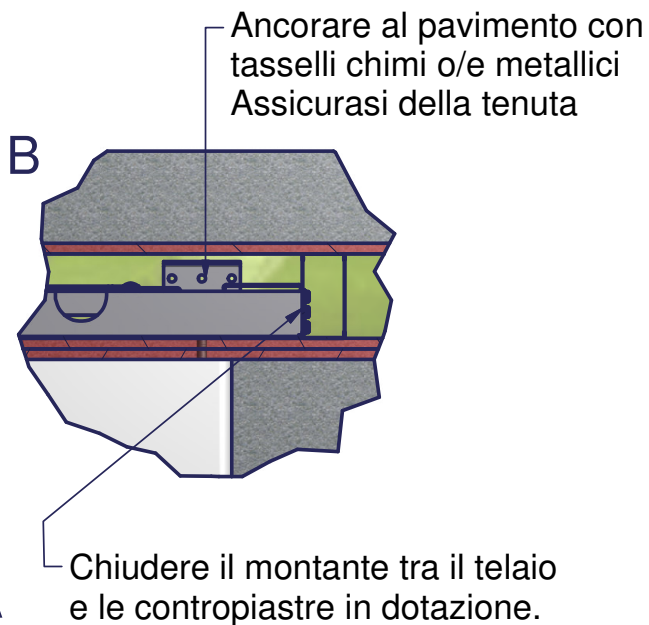 Ancorare al pavimento con
tasselli chimi o/e metallici
Assicurasi della tenuta
B
Chiudere il montante tra il telaio
e le contropiastre in dotazione.